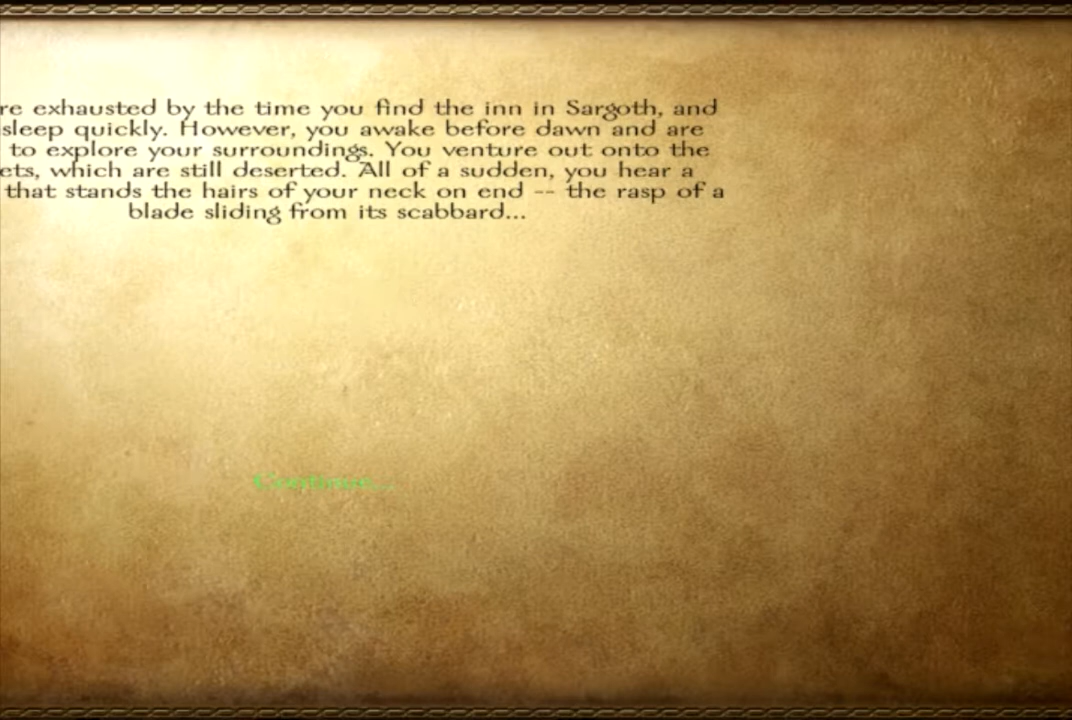 re exhausted by the time you find the inn in Sargoth, and
sleep quickly. However, you awake before dawn and are
to explore your surroundings. You venture out onto the
ets, which are still deserted. All of a sudden, you hear a
that stands the hairs of your neck on end -- the rasp of a
blade sliding from its scabbard...
Continue...